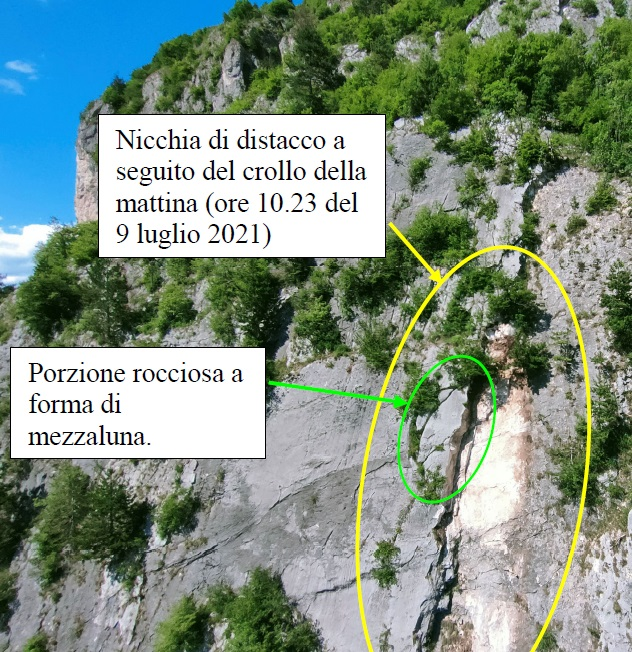 Nicchia di distacco a
seguito del crollo della
mattina (ore 10.23 del
9 luglio 2021)
Porzione rocciosa a
forma di
mezzaluna.